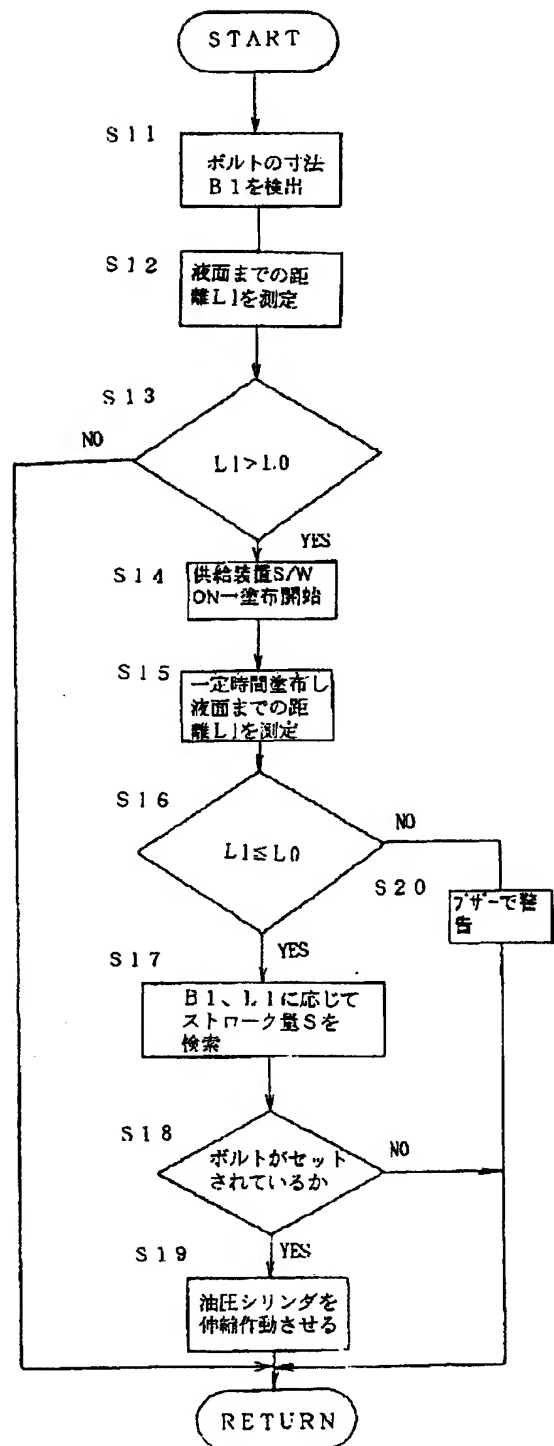 START
S11
ボルトの寸法
B1を検出
S12
液面までの距
離L1を測定
S13
NO
L1>L0
YES
S14
供給装置S/W
ON→塗布開始
S15
一定時間塗布し
液面までの距
離L1を測定
S16
NO
L1≦L0
S20
ブザーで警
告
YES
S17
B1、L1に応じて
ストローク量Sを
検索
S18
NO
ボルトがセット
されているか
YES
S19
油圧シリンダを
伸縮作動させる
RETURN